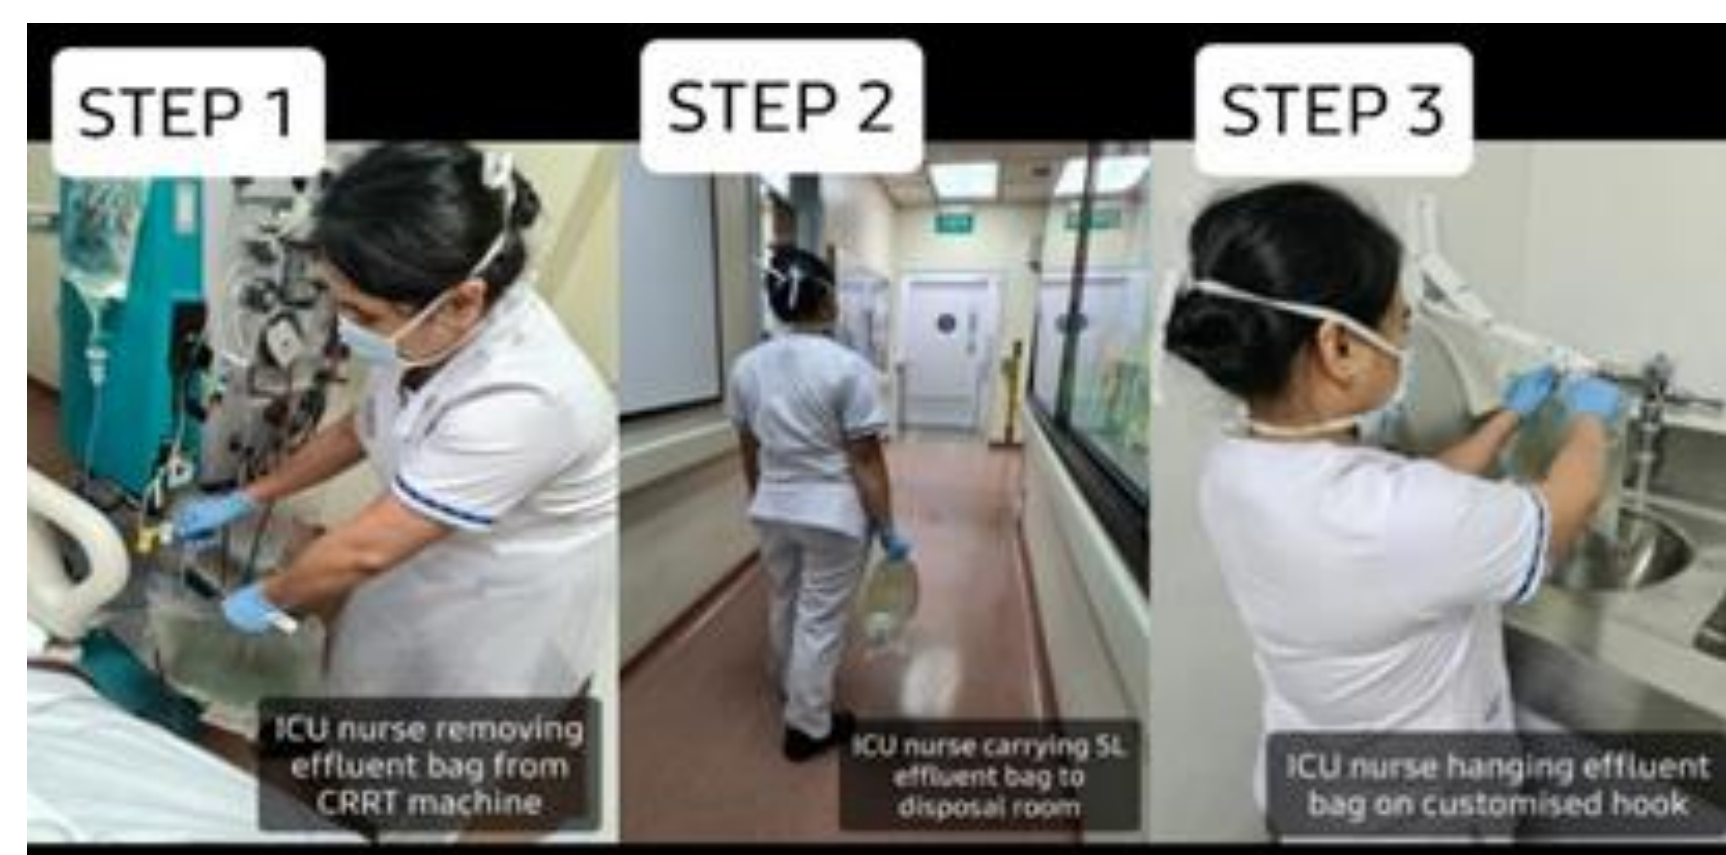 STEP 1
ICU nurse removing
effluent bag from
CRRT machine
STEP 2
ICU nurse carrying 5L
effluent bag to
disposal room
STEP 3
ICU nurse hanging effluent
bag on customised hook